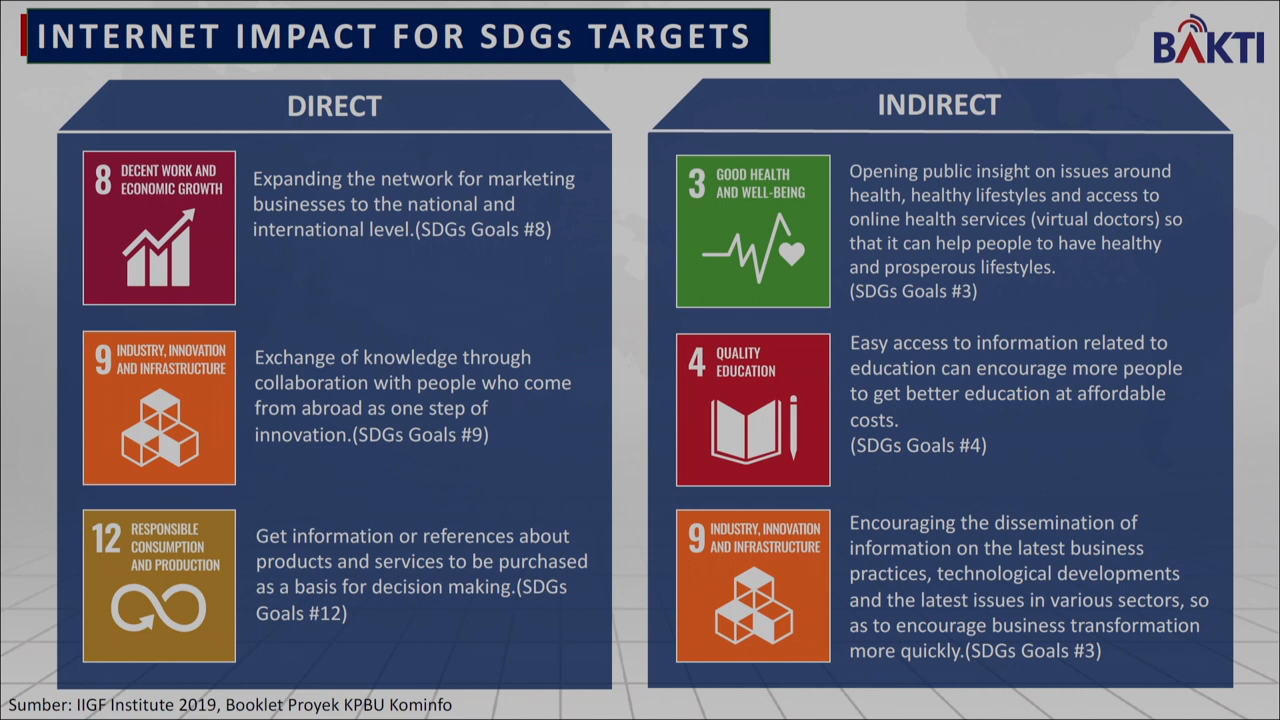 INTERNET IMPACT FOR SDGs TARGETS
BAKTI
DIRECT
8 DECENT WORK AND
ECONOMIC GROWTH
Expanding the network for marketing
businesses to the national and
international level.(SDGs Goals #8)
9 INDUSTRY, INNOVATION
AND INFRASTRUCTURE
Exchange of knowledge through
collaboration with people who come
from abroad as one step of
innovation.(SDGs Goals #9)
12 RESPONSIBLE
CONSUMPTION
AND PRODUCTION
Get information or references about
products and services to be purchased
as a basis for decision making.(SDGs
Goals #12)
INDIRECT
3 GOOD HEALTH
AND WELL-BEING
Opening public insight on issues around
health, healthy lifestyles and access to
online health services (virtual doctors) so
that it can help people to have healthy
and prosperous lifestyles.
(SDGs Goals #3)
4 QUALITY
EDUCATION
Easy access to information related to
education can encourage more people
to get better education at affordable
costs.
(SDGs Goals #4)
9 INDUSTRY, INNOVATION
AND INFRASTRUCTURE
Encouraging the dissemination of
information on the latest business
practices, technological developments
and the latest issues in various sectors, so
as to encourage business transformation
more quickly.(SDGs Goals #3)
Sumber: IIGF Institute 2019, Booklet Proyek KPBU Kominfo